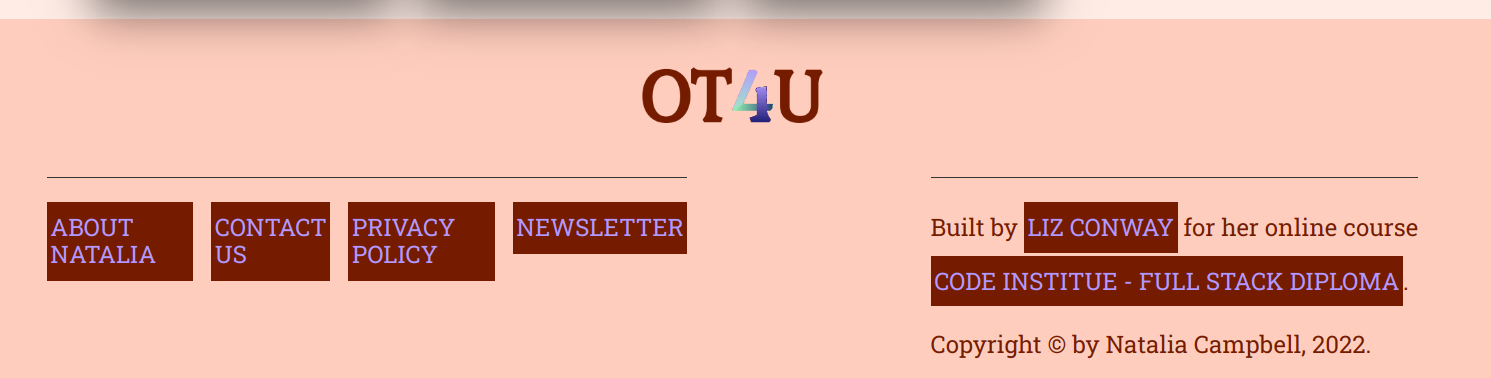 OT4U
ABOUT
NATALIA
CONTACT
US
PRIVACY
POLICY
NEWSLETTER
Built by LIZ CONWAY for her online course
CODE INSTITUE - FULL STACK DIPLOMA.
Copyright © by Natalia Campbell, 2022.